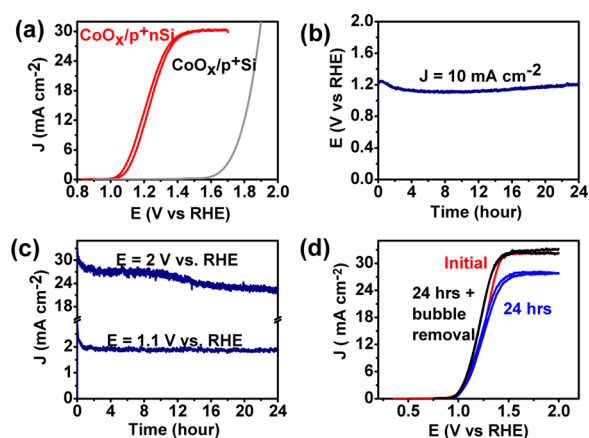 (a)
CoOx/p+nSi
CoOx/p+Si
J (mA cm-2)
30
24
18
12
6
0
0.8 1.0 1.2 1.4 1.6 1.8 2.0
E (V vs RHE)
(b)
J = 10 mA cm-2
E (V vs RHE)
2.0
1.6
1.2
0.8
0.4
0.0
0 4 8 12 16 20 24
Time (hour)
(c)
E = 2 V vs. RHE
E = 1.1 V vs. RHE
J (mA cm-2)
33
30
27
24
2
1
0
0 4 8 12 16 20 24
Time (hour)
(d)
Initial
24 hrs +
bubble
removal
24 hrs
J (mA cm-2)
36
30
24
18
12
6
0
0.5 1.0 1.5 2.0
E (V vs RHE)